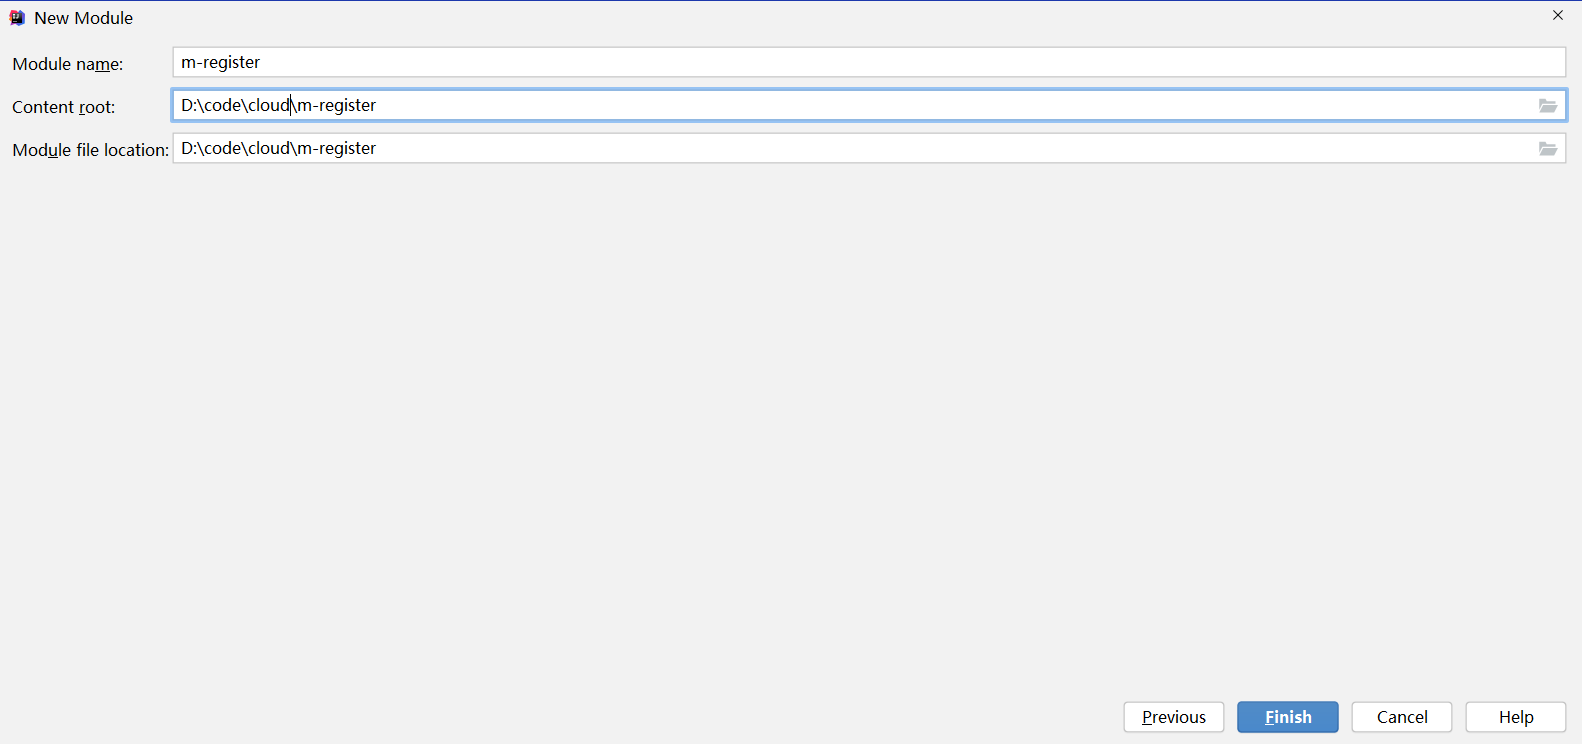 New Module
Module name: m-register
Content root: D:\code\cloud\m-register
Module file location: D:\code\cloud\m-register
Previous Finish Cancel Help